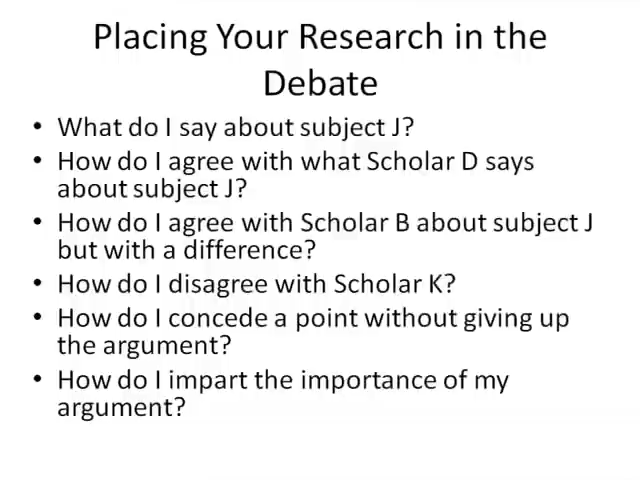 Placing Your Research in the
Debate
• What do I say about subject J?
• How do I agree with what Scholar D says
about subject J?
• How do I agree with Scholar B about subject J
but with a difference?
• How do I disagree with Scholar K?
• How do I concede a point without giving up
the argument?
• How do I impart the importance of my
argument?